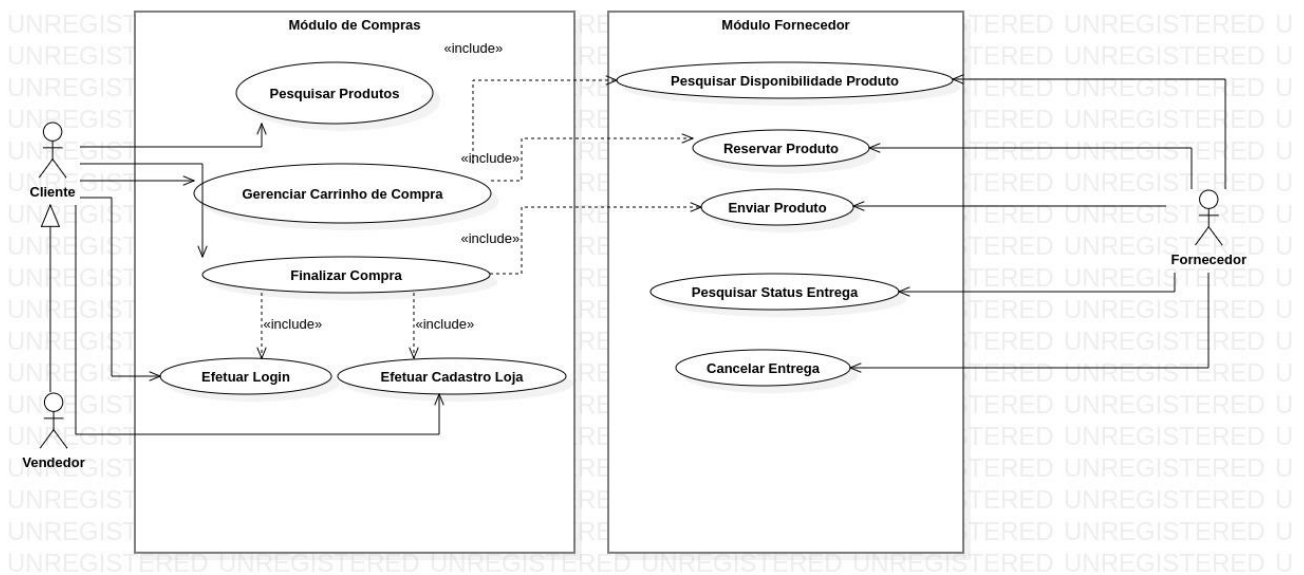 Módulo de Compras
Módulo Fornecedor
«include»
Pesquisar Produtos
Pesquisar Disponibilidade Produto
Reservar Produto
«include»
Cliente
Gerenciar Carrinho de Compra
Enviar Produto
«include»
Fornecedor
Finalizar Compra
Pesquisar Status Entrega
«include»
«include»
Efetuar Login
Efetuar Cadastro Loja
Cancelar Entrega
Vendedor
UNREGISTERED UNREGISTERED UNREGISTERED UNREGISTERED UNREGISTERED UNREGISTERED U